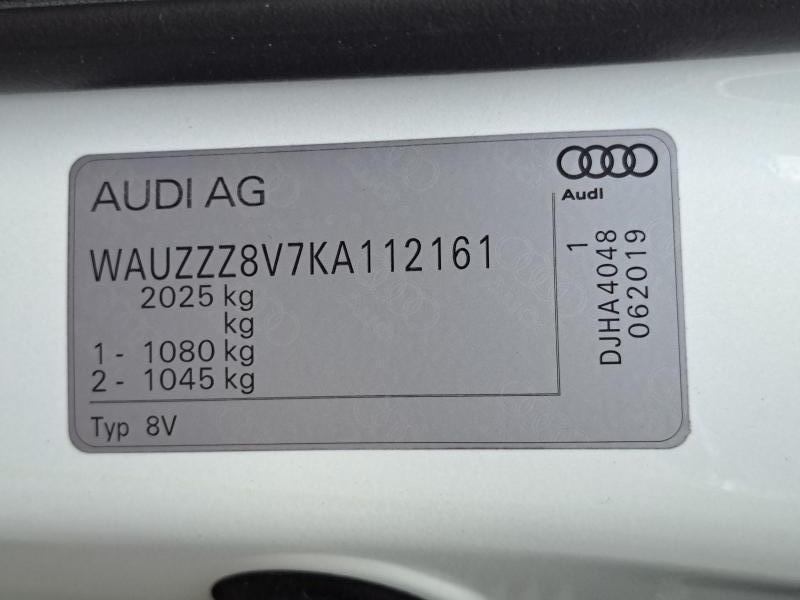 AUDI AG
Audi
WAUZZZ8V7KA112161
2025 kg
kg
1 - 1080 kg
2 - 1045 kg
Typ 8V
1
DJHA4048
062019